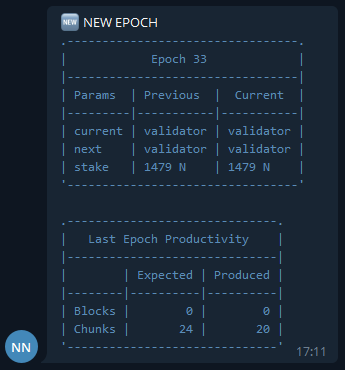 🆕 NEW EPOCH
.-------------------------------.
|            Epoch 33            |
|-------------------------------|
| Params  | Previous  |  Current  |
|---------|-----------|-----------|
| current | validator | validator |
| next    | validator | validator |
| stake   | 1479 N    | 1479 N    |
'-------------------------------'
.-----------------------------.
|   Last Epoch Productivity    |
|-----------------------------|
|        | Expected | Produced |
|--------|----------|----------|
| Blocks |        0 |        0 |
| Chunks |       24 |       20 |
'-----------------------------'
NN
17:11